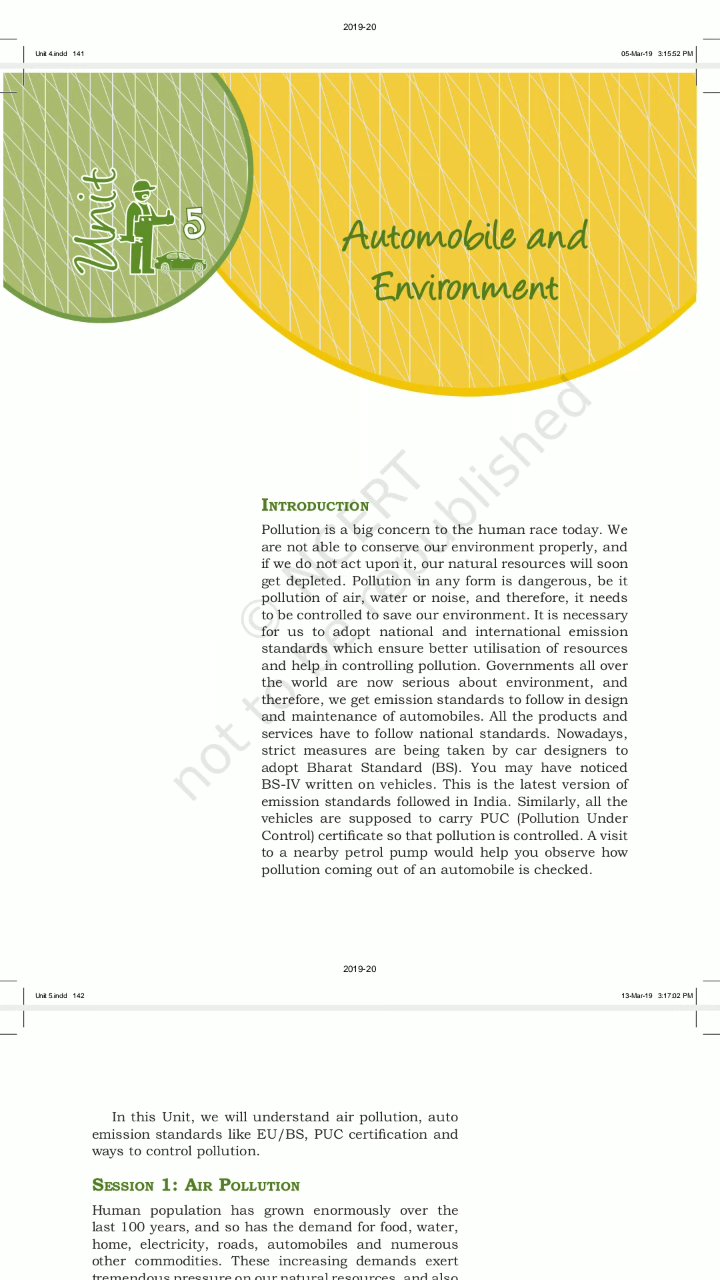 2019-20
Unit 4.indd 141 05-Mar-19 3:15:52 PM
Unit 5
Automobile and
Environment
INTRODUCTION
Pollution is a big concern to the human race today. We
are not able to conserve our environment properly, and
if we do not act upon it, our natural resources will soon
get depleted. Pollution in any form is dangerous, be it
pollution of air, water or noise, and therefore, it needs
to be controlled to save our environment. It is necessary
for us to adopt national and international emission
standards which ensure better utilisation of resources
and help in controlling pollution. Governments all over
the world are now serious about environment, and
therefore, we get emission standards to follow in design
and maintenance of automobiles. All the products and
services have to follow national standards. Nowadays,
strict measures are being taken by car designers to
adopt Bharat Standard (BS). You may have noticed
BS-IV written on vehicles. This is the latest version of
emission standards followed in India. Similarly, all the
vehicles are supposed to carry PUC (Pollution Under
Control) certificate so that pollution is controlled. A visit
to a nearby petrol pump would help you observe how
pollution coming out of an automobile is checked.
© NCERT
not to be republished
2019-20
Unit 5.indd 142 13-Mar-19 3:17:02 PM
In this Unit, we will understand air pollution, auto
emission standards like EU/BS, PUC certification and
ways to control pollution.
SESSION 1: AIR POLLUTION
Human population has grown enormously over the
last 100 years, and so has the demand for food, water,
home, electricity, roads, automobiles and numerous
other commodities. These increasing demands exert
tremendous pressure on our natural resources, and also